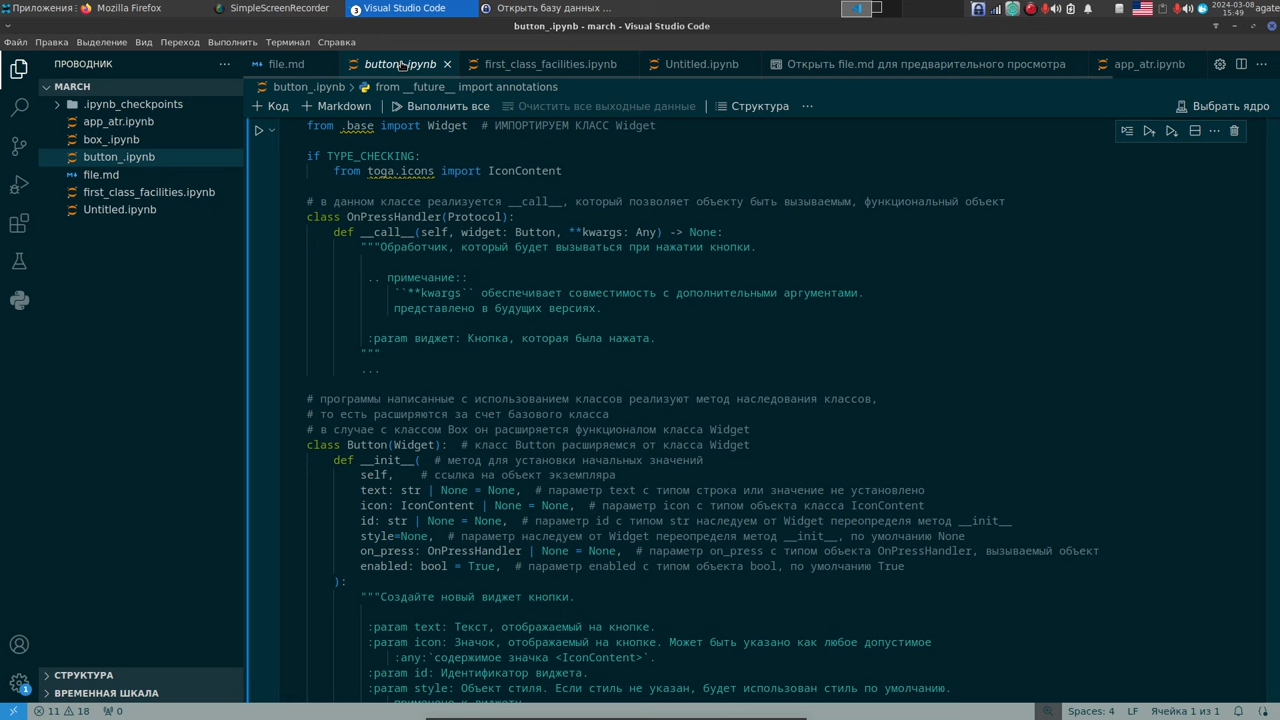 Приложения Mozilla Firefox SimpleScreenRecorder 3 Visual Studio Code Открыть базу данных ... 2024-03-08 15:49 agate
button_.ipynb - march - Visual Studio Code
Файл Правка Выделение Вид Переход Выполнить Терминал Справка
ПРОВОДНИК
MARCH
.ipynb_checkpoints
app_atr.ipynb
box_.ipynb
button_.ipynb
file.md
first_class_facilities.ipynb
Untitled.ipynb
СТРУКТУРА
ВРЕМЕННАЯ ШКАЛА
file.md button_.ipynb first_class_facilities.ipynb Untitled.ipynb Открыть file.md для предварительного просмотра app_atr.ipynb
button_.ipynb > from __future__ import annotations
+ Код + Markdown Выполнить все Очистить все выходные данные Структура ... Выбрать ядро
from .base import Widget # ИМПОРТИРУЕМ КЛАСС Widget
if TYPE_CHECKING:
from toga.icons import IconContent
# в данном классе реализуется __call__, который позволяет объекту быть вызываемым, функциональный объект
class OnPressHandler(Protocol):
def __call__(self, widget: Button, **kwargs: Any) -> None:
"""Обработчик, который будет вызываться при нажатии кнопки.
.. примечание::
``**kwargs`` обеспечивает совместимость с дополнительными аргументами.
представлено в будущих версиях.
:param виджет: Кнопка, которая была нажата.
"""
...
# программы написанные с использованием классов реализуют метод наследования классов,
# то есть расширяются за счет базового класса
# в случае с классом Box он расширяется функционалом класса Widget
class Button(Widget): # класс Button расширяемся от класса Widget
def __init__( # метод для установки начальных значений
self, # ссылка на объект экземпляра
text: str | None = None, # параметр text с типом строка или значение не установлено
icon: IconContent | None = None, # параметр icon с типом объекта класса IconContent
id: str | None = None, # параметр id с типом str наследуем от Widget переопределя метод __init__
style=None, # параметр наследуем от Widget переопределя метод __init__, по умолчанию None
on_press: OnPressHandler | None = None, # параметр on_press с типом объекта OnPressHandler, вызываемый объект
enabled: bool = True, # параметр enabled с типом объекта bool, по умолчанию True
):
"""Создайте новый виджет кнопки.
:param text: Текст, отображаемый на кнопке.
:param icon: Значок, отображаемый на кнопке. Может быть указано как любое допустимое
:any:`содержимое значка <IconContent>`.
:param id: Идентификатор виджета.
:param style: Объект стиля. Если стиль не указан, будет использован стиль по умолчанию.
применено к виджету.
1
11 18 0 Spaces: 4 LF Ячейка 1 из 1